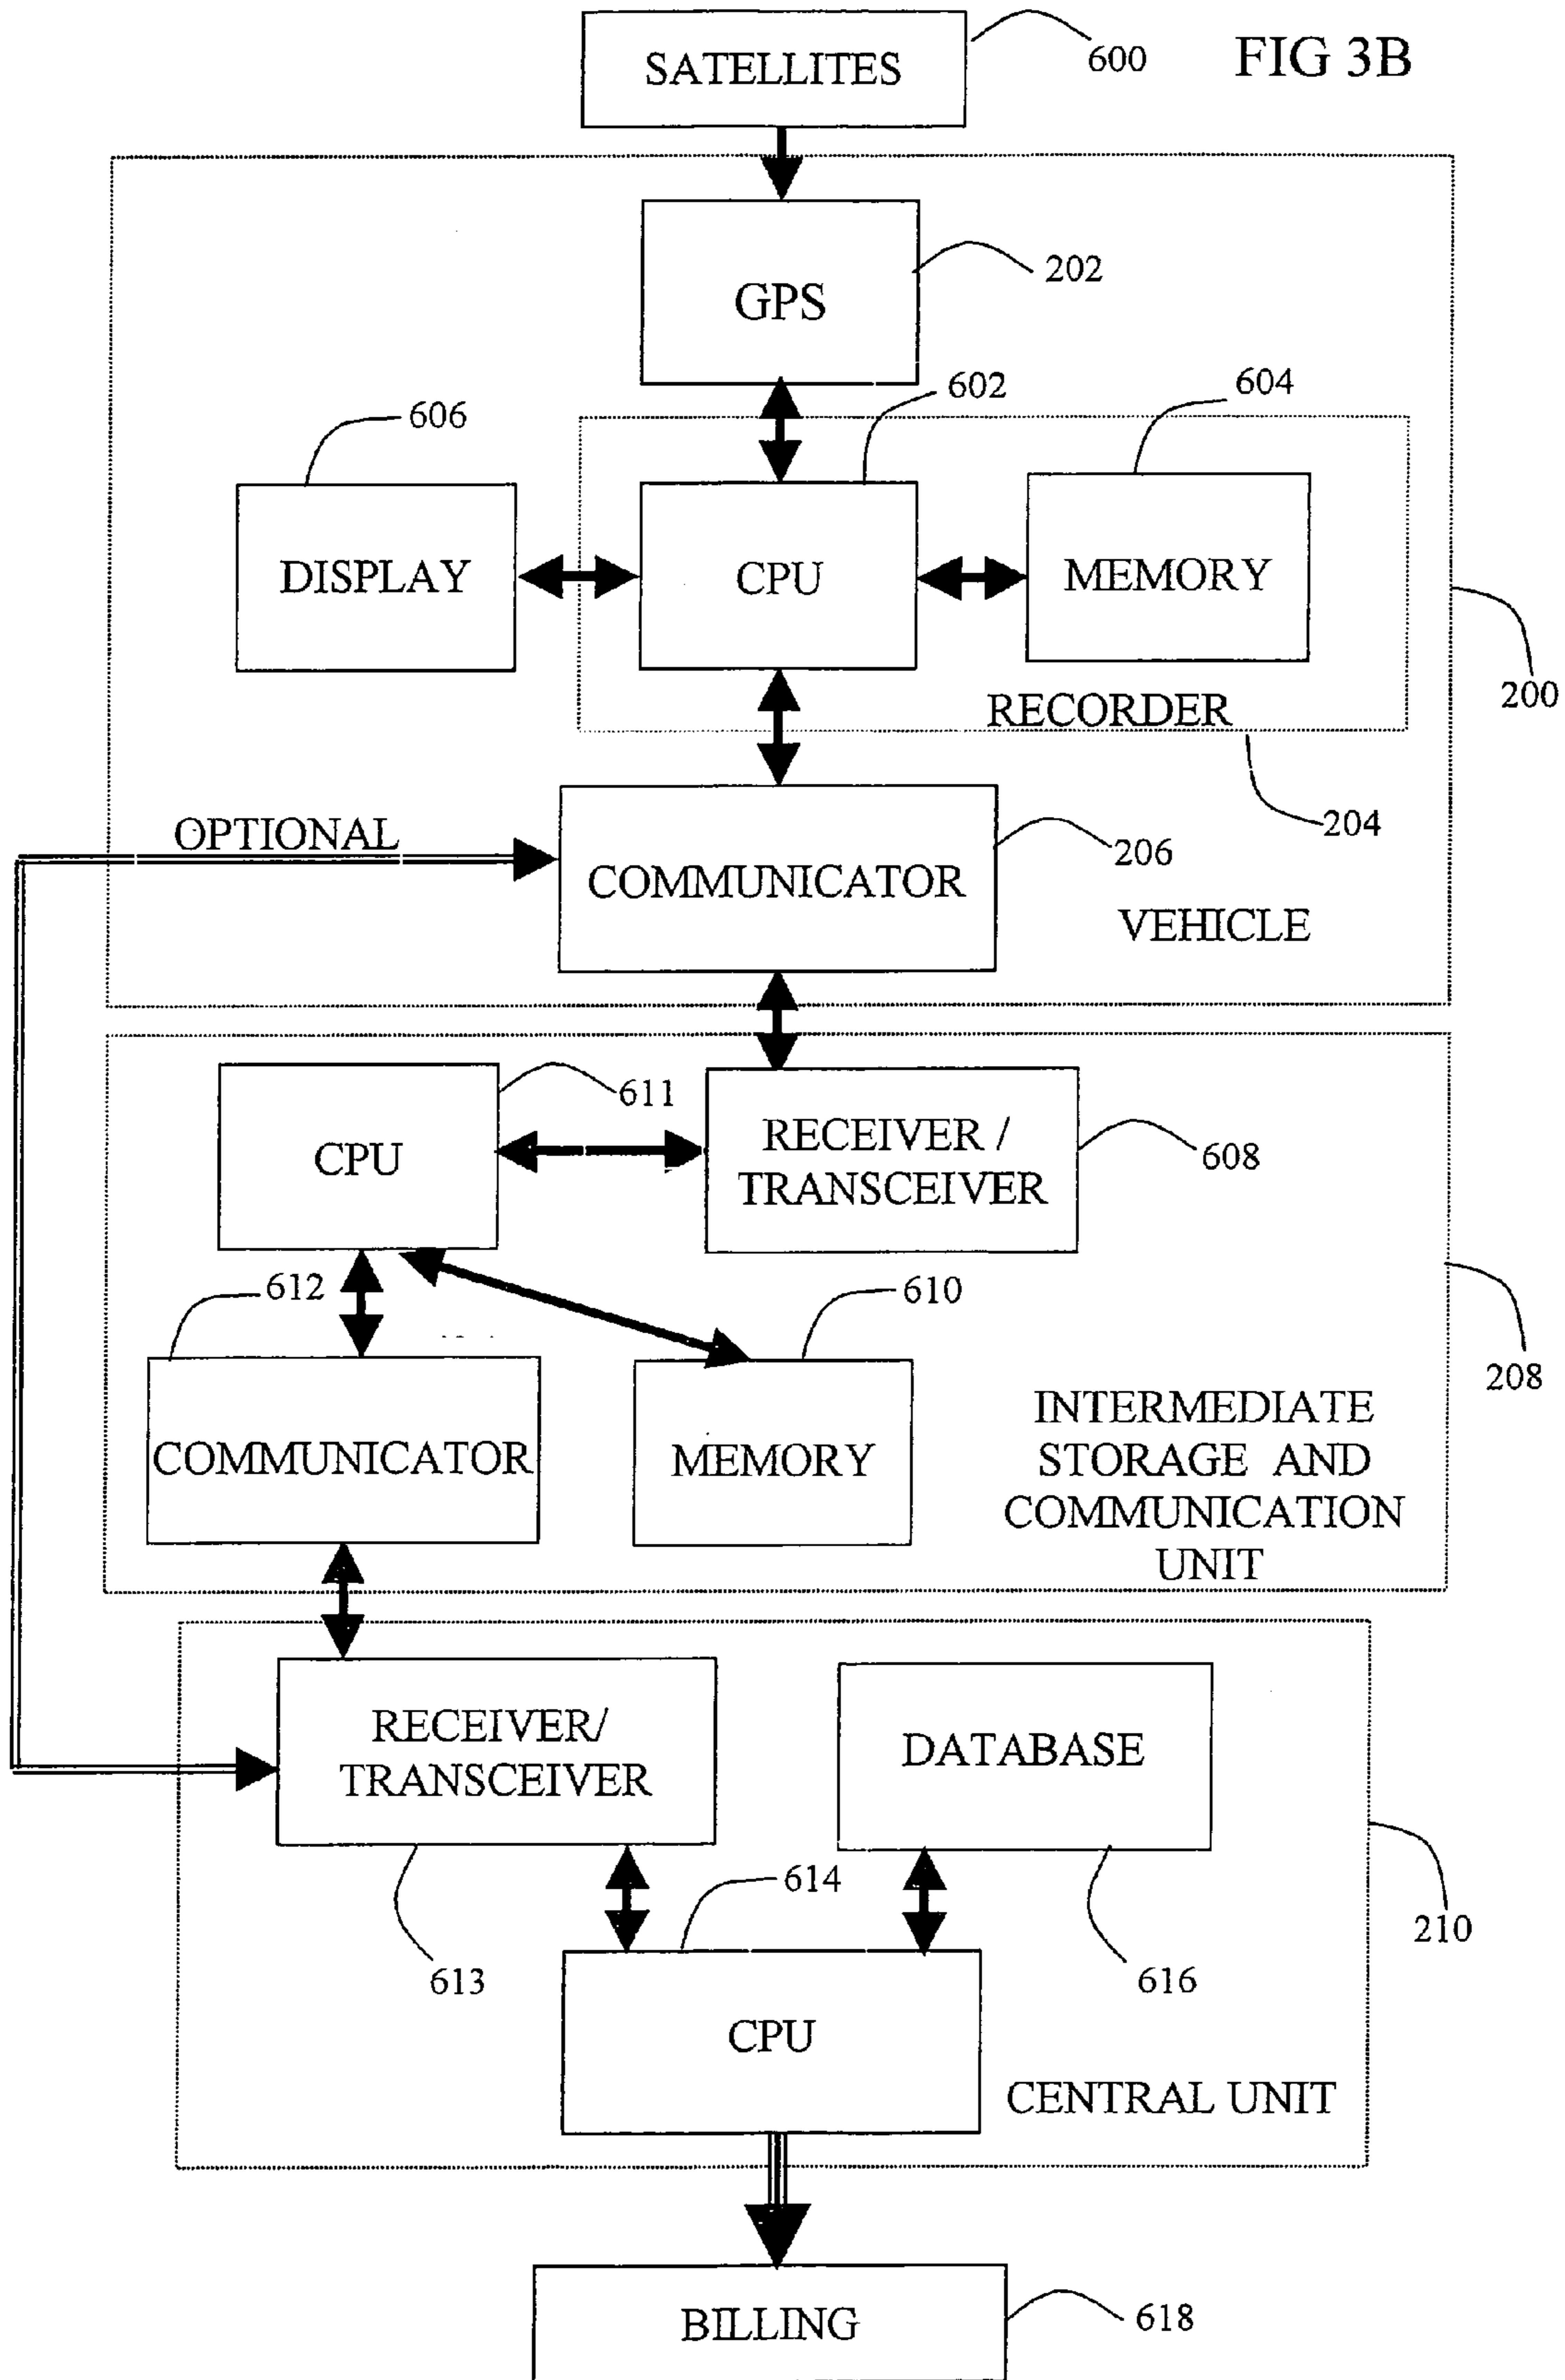 SATELLITES
600
FIG 3B
GPS
202
602
604
606
DISPLAY
CPU
MEMORY
200
RECORDER
204
OPTIONAL
COMMUNICATOR
206
VEHICLE
CPU
611
RECEIVER /
TRANSCEIVER
608
612
610
208
COMMUNICATOR
MEMORY
INTERMEDIATE
STORAGE AND
COMMUNICATION
UNIT
RECEIVER/
TRANSCEIVER
DATABASE
614
210
613
616
CPU
CENTRAL UNIT
BILLING
618